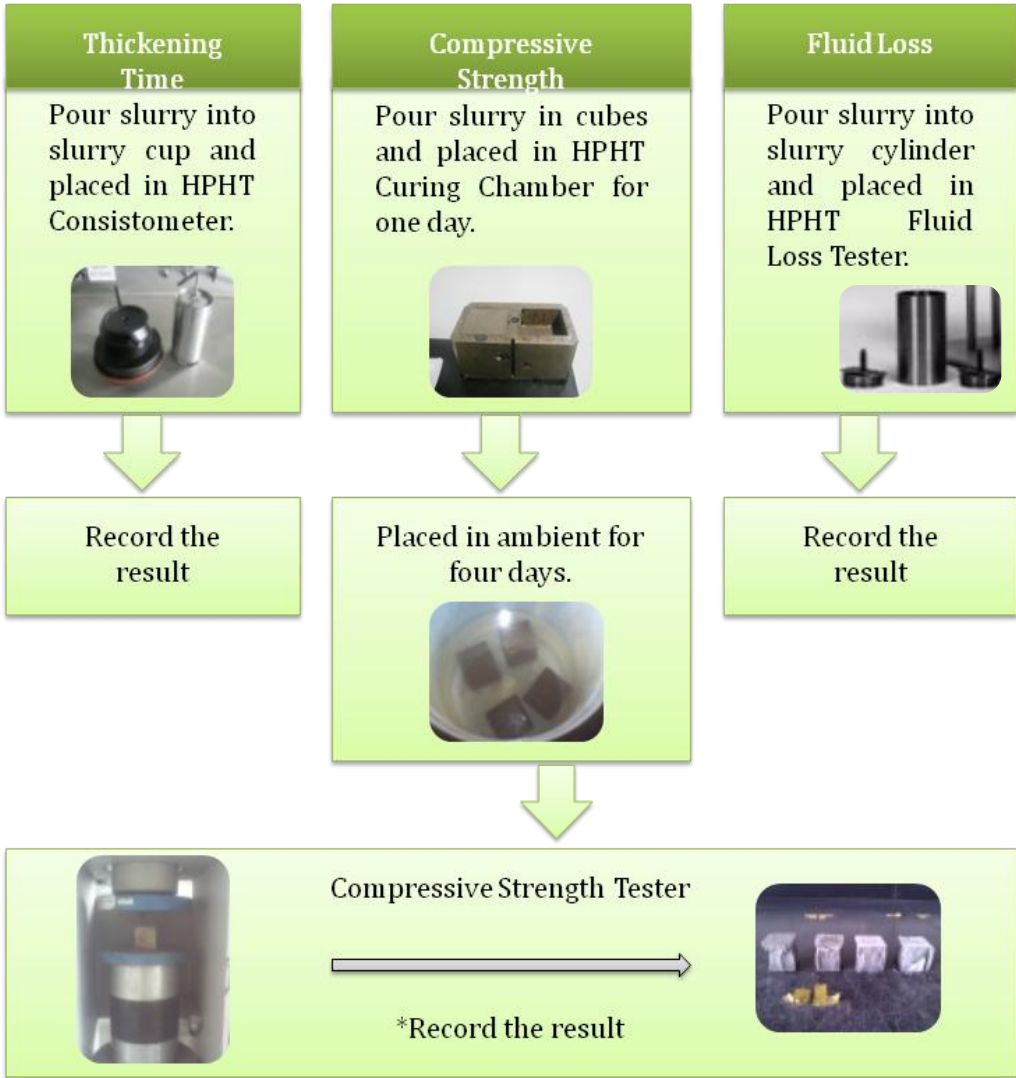 Thickening
Time
Pour slurry into
slurry cup and
placed in HPHT
Consistometer.
Record the
result
Compressive
Strength
Pour slurry in cubes
and placed in HPHT
Curing Chamber for
one day.
Placed in ambient for
four days.
Fluid Loss
Pour slurry into
slurry cylinder
and placed in
HPHT Fluid
Loss Tester.
Record the
result
Compressive Strength Tester
*Record the result